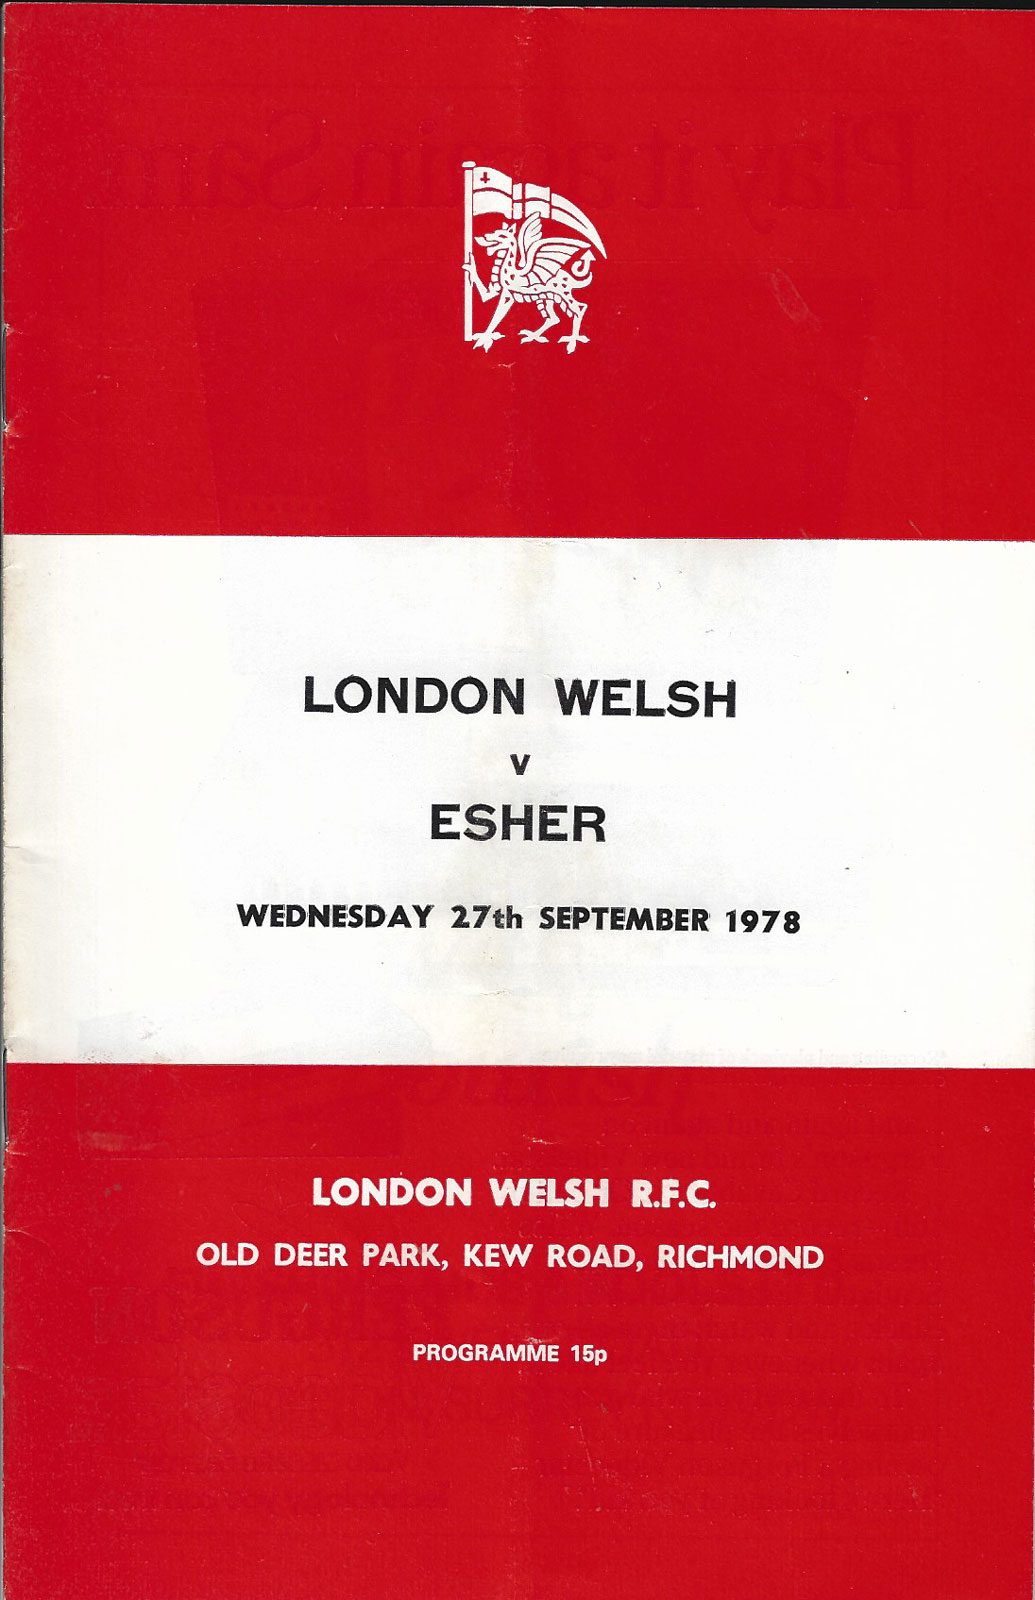 LONDON WELSH
v
ESHER
WEDNESDAY 27th SEPTEMBER 1978
LONDON WELSH R.F.C.
OLD DEER PARK, KEW ROAD, RICHMOND
PROGRAMME 15p